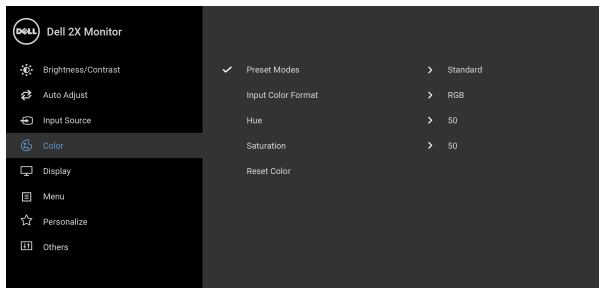 DELL Dell 2X Monitor
Brightness/Contrast
Auto Adjust
Input Source
Color
Display
Menu
Personalize
Others
Preset Modes Standard
Input Color Format RGB
Hue 50
Saturation 50
Reset Color